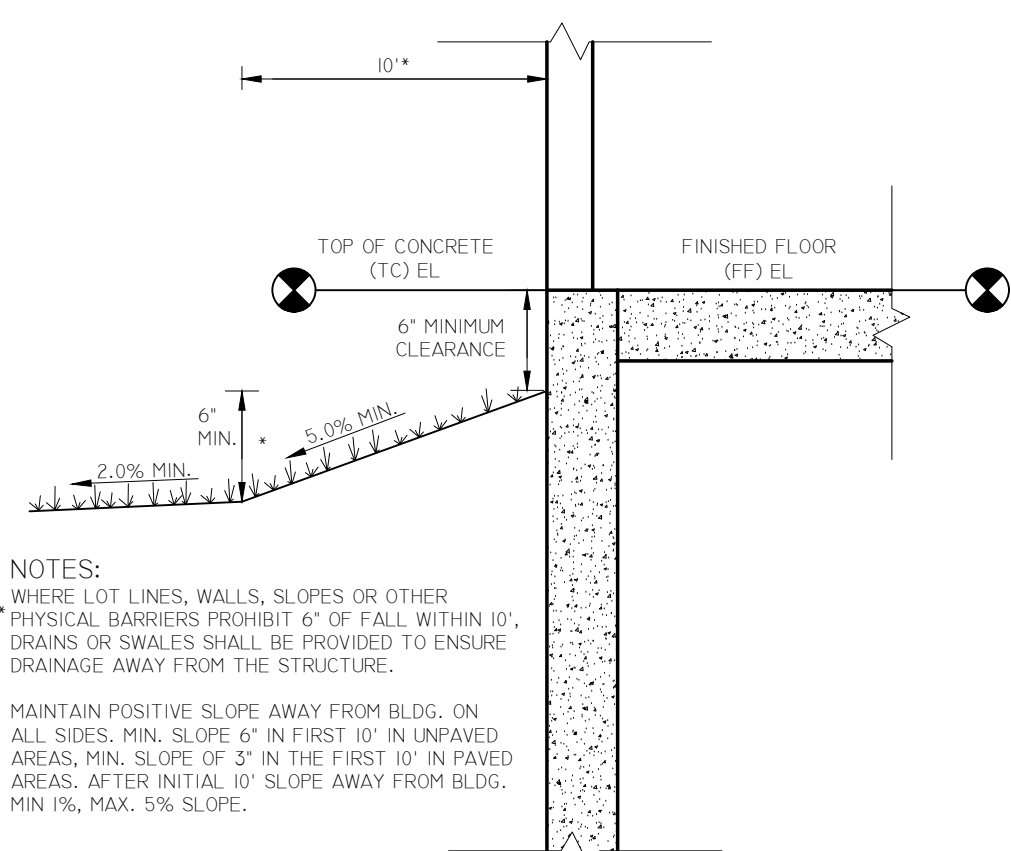 10'*
TOP OF CONCRETE
(TC) EL
FINISHED FLOOR
(FF) EL
6" MINIMUM
CLEARANCE
6"
MIN.
*
5.0% MIN.
2.0% MIN.
NOTES:
WHERE LOT LINES, WALLS, SLOPES OR OTHER
* PHYSICAL BARRIERS PROHIBIT 6" OF FALL WITHIN 10',
DRAINS OR SWALES SHALL BE PROVIDED TO ENSURE
DRAINAGE AWAY FROM THE STRUCTURE.
MAINTAIN POSITIVE SLOPE AWAY FROM BLDG. ON
ALL SIDES. MIN. SLOPE 6" IN FIRST 10' IN UNPAVED
AREAS, MIN. SLOPE OF 3" IN THE FIRST 10' IN PAVED
AREAS. AFTER INITIAL 10' SLOPE AWAY FROM BLDG.
MIN 1%, MAX. 5% SLOPE.